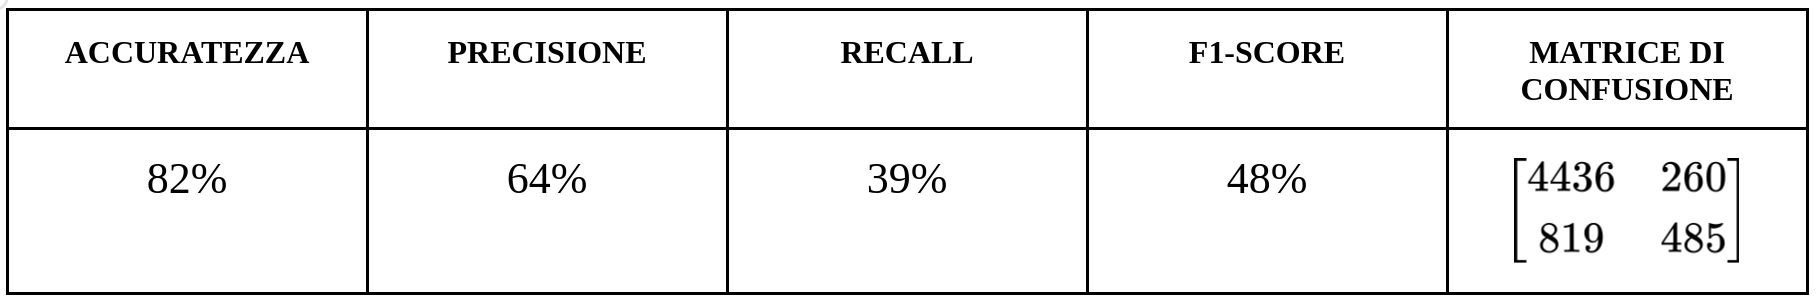 ACCURATEZZA
PRECISIONE
RECALL
F1-SCORE
MATRICE DI
CONFUSIONE
82%
64%
39%
48%
4436 260
819 485